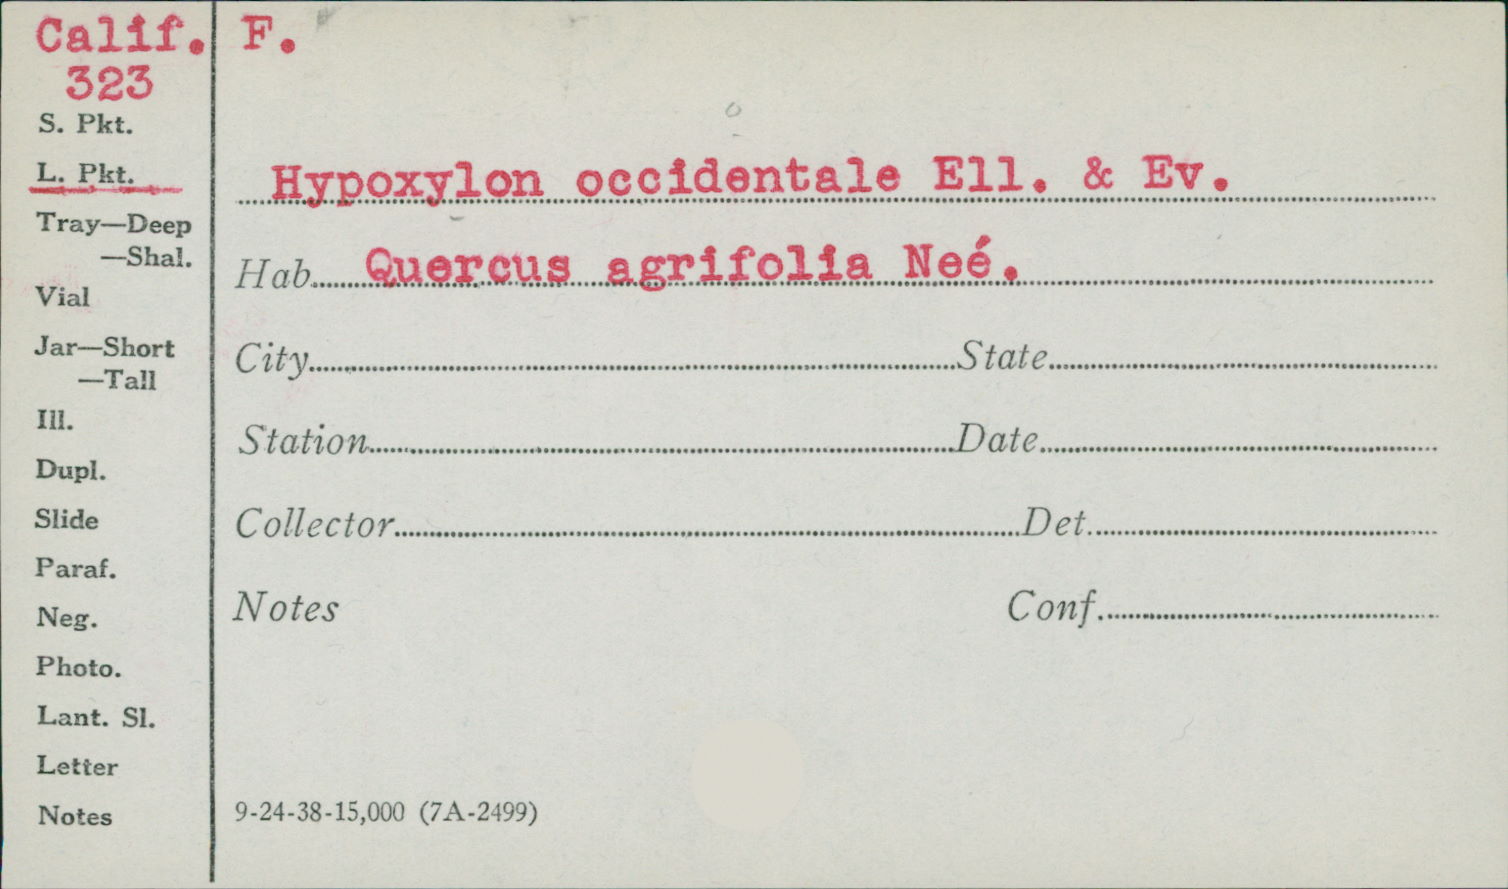 Calif. F.
323
S. Pkt.
L. Pkt.
Hypoxylon occidentale Ell. & Ev.
Tray—Deep
—Shal.
Hab. Quercus agrifolia Neé.
Vial
Jar—Short
—Tall
City State
Ill.
Station Date
Dupl.
Slide
Collector Det.
Paraf.
Neg.
Notes Conf.
Photo.
Lant. Sl.
Letter
Notes
9-24-38-15,000 (7A-2499)